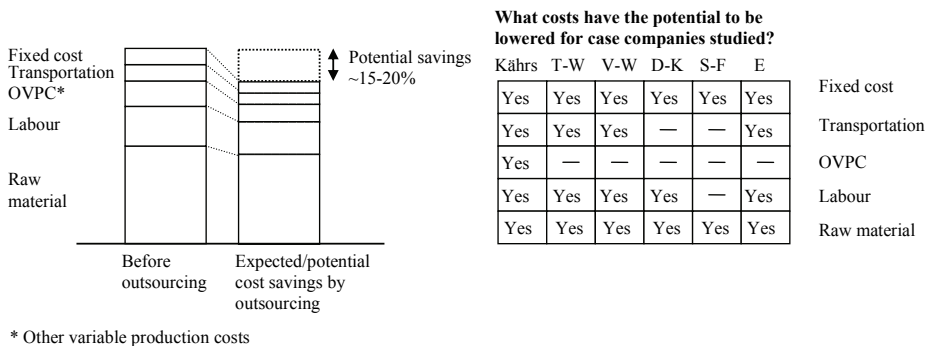 What costs have the potential to be
lowered for case companies studied?
Fixed cost
Transportation
OVPC*
Labour
Raw
material
Potential savings
~15-20%
Before
outsourcing
Expected/potential
cost savings by
outsourcing
Kährs T-W V-W D-K S-F E
Yes Yes Yes Yes Yes Yes Fixed cost
Yes Yes Yes — — Yes Transportation
Yes — — — — — OVPC
Yes Yes Yes Yes — Yes Labour
Yes Yes Yes Yes Yes Yes Raw material
* Other variable production costs